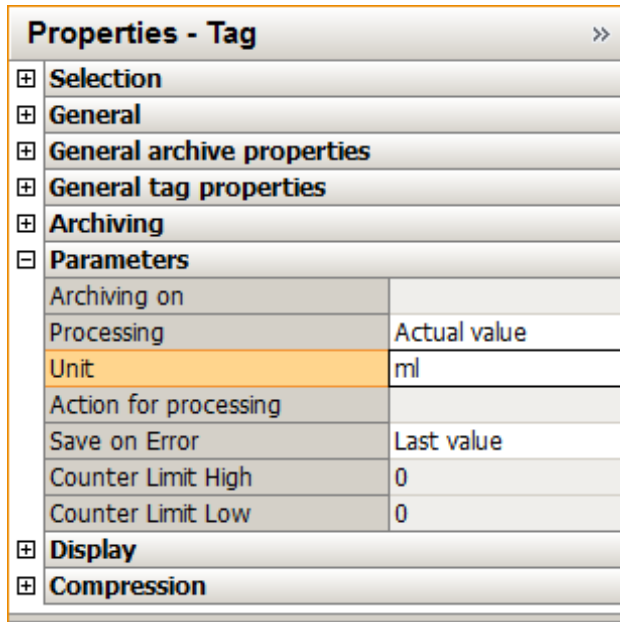 Properties - Tag »
Selection
General
General archive properties
General tag properties
Archiving
Parameters
Archiving on
Processing Actual value
Unit ml
Action for processing
Save on Error Last value
Counter Limit High 0
Counter Limit Low 0
Display
Compression